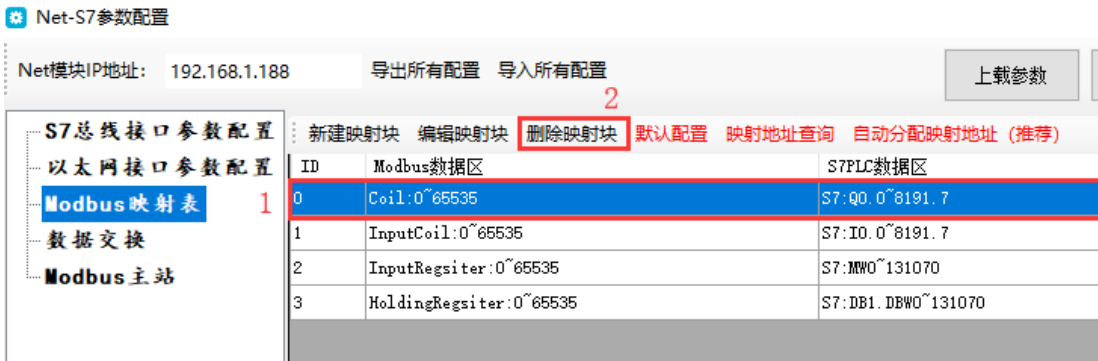 Net-S7参数配置
Net模块IP地址： 192.168.1.188 导出所有配置 导入所有配置 上载参数
2
S7总线接口参数配置
以太网接口参数配置
Modbus映射表 1
数据交换
Modbus主站
新建映射块 编辑映射块 删除映射块 默认配置 映射地址查询 自动分配映射地址（推荐）
ID Modbus数据区 S7PLC数据区
0 Coil:0~65535 S7:Q0.0~8191.7
1 InputCoil:0~65535 S7:I0.0~8191.7
2 InputRegsiter:0~65535 S7:MW0~131070
3 HoldingRegsiter:0~65535 S7:DB1.DBW0~131070